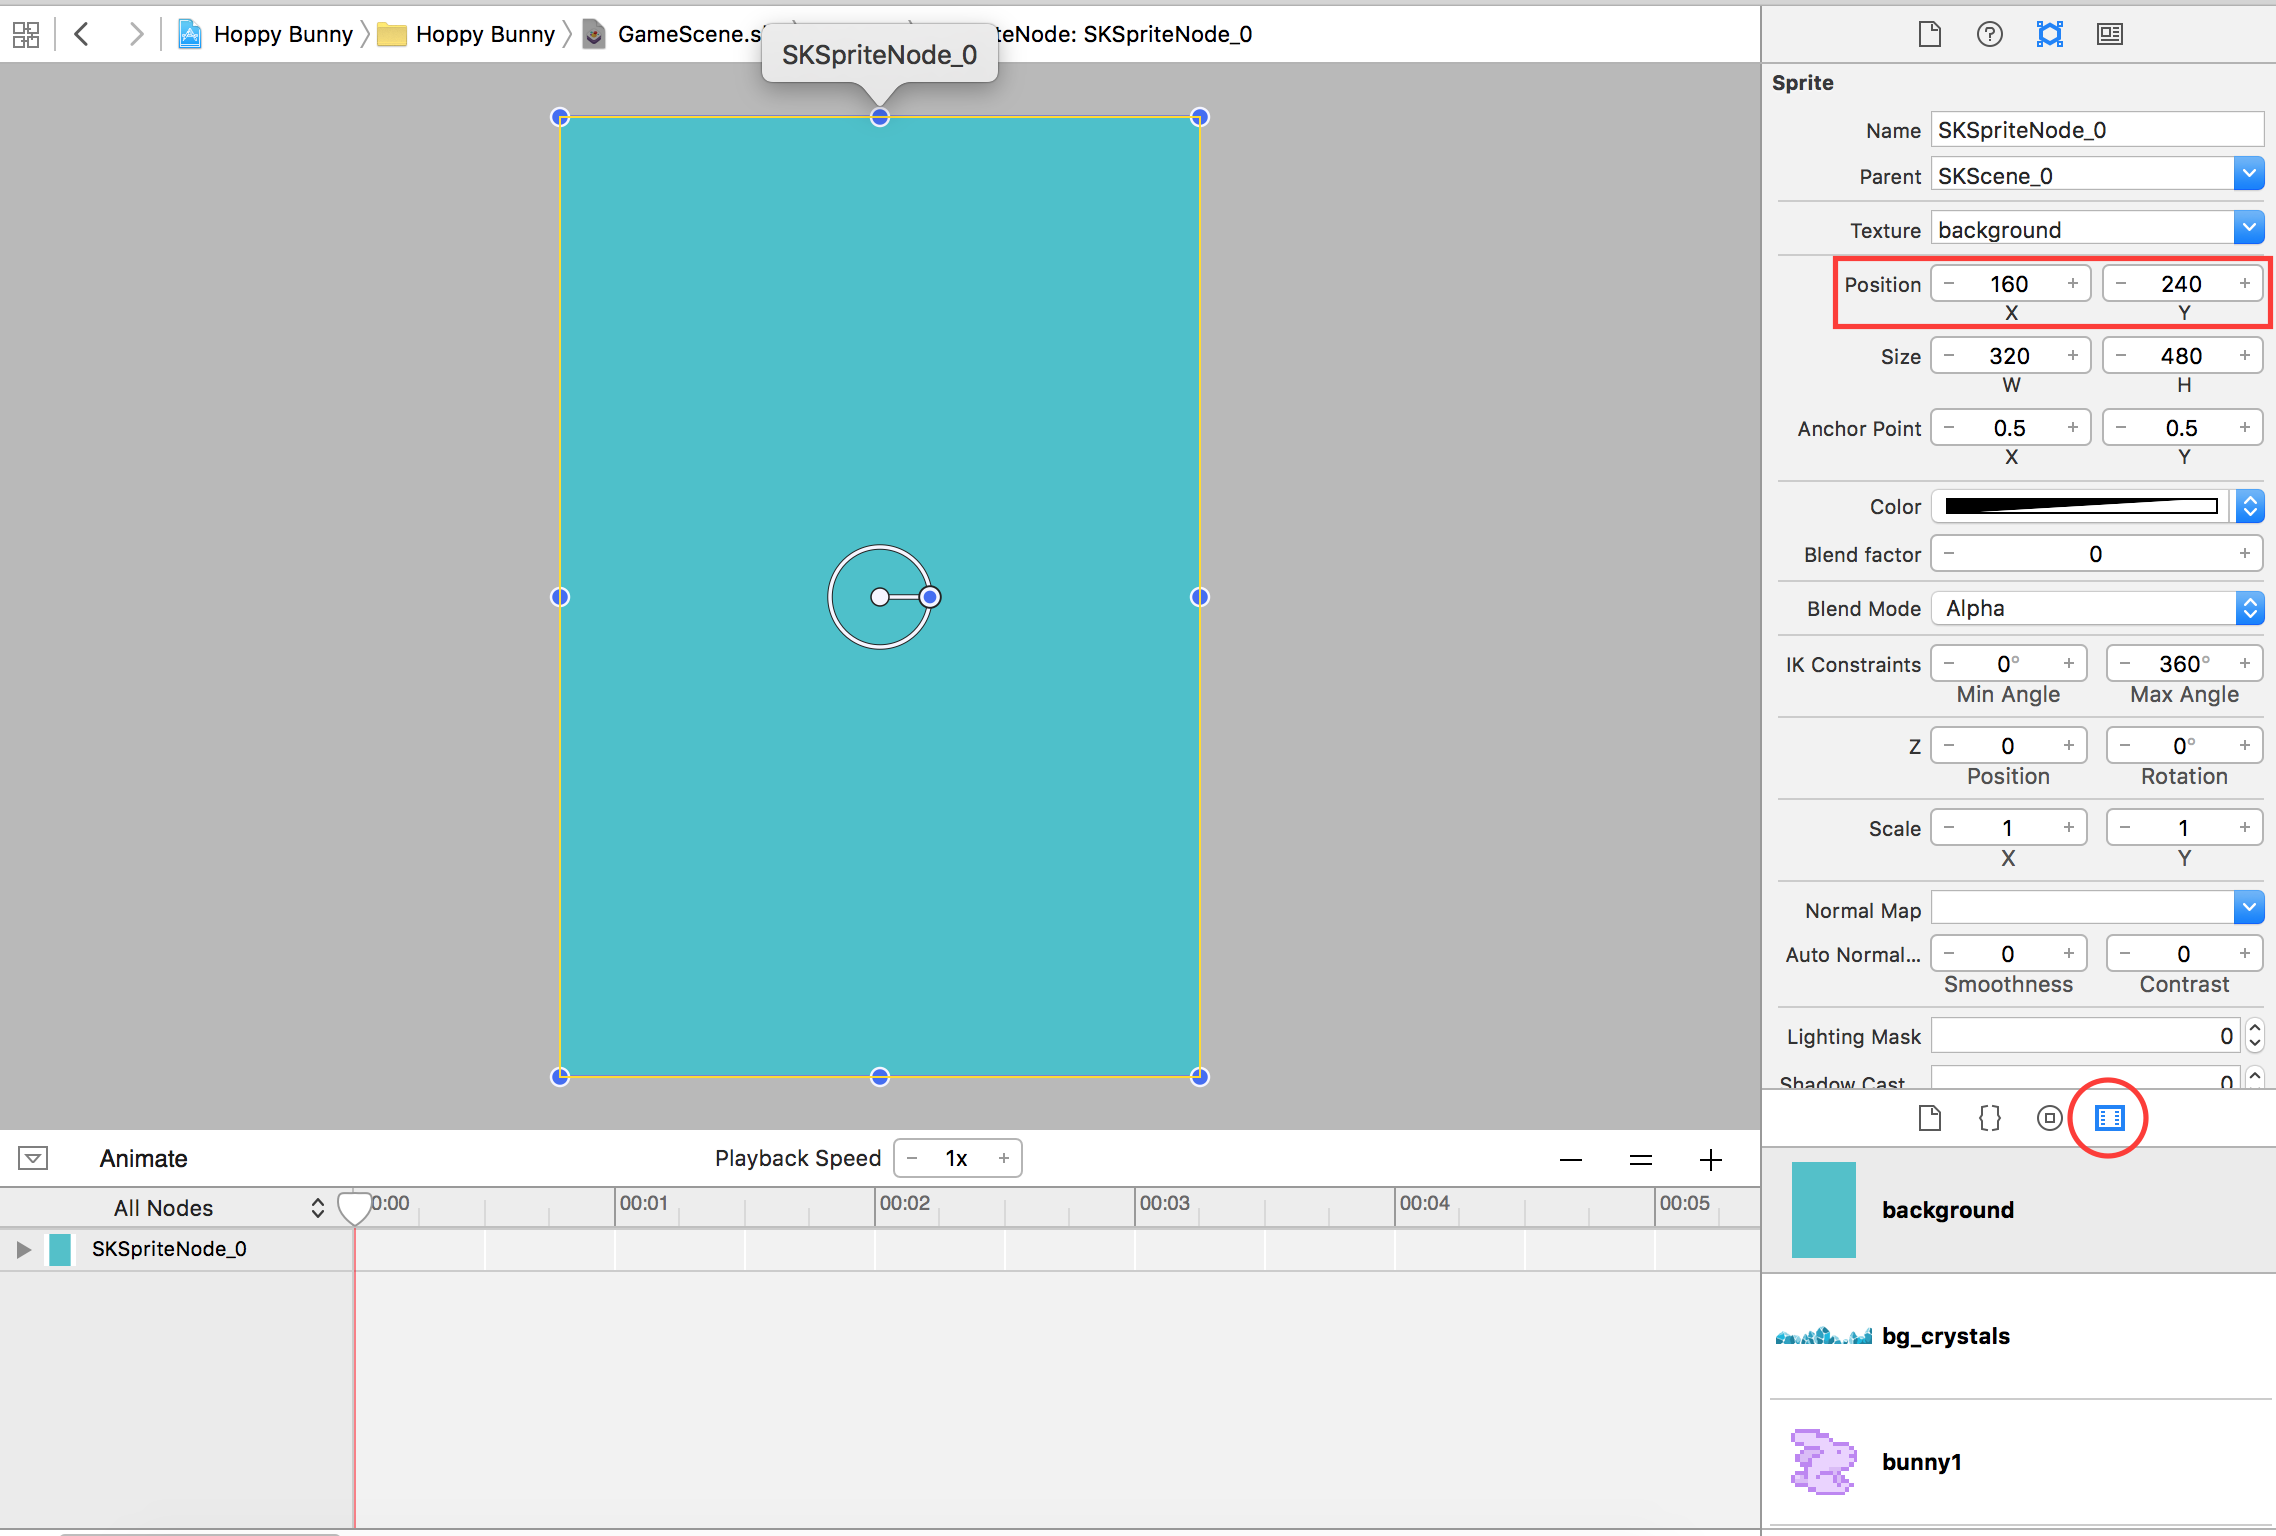 Hoppy Bunny Hoppy Bunny GameScene.s teNode: SKSpriteNode_0
SKSpriteNode_0
Sprite
Name SKSpriteNode_0
Parent SKScene_0
Texture background
Position − 160 + − 240 +
X Y
Size − 320 + − 480 +
W H
Anchor Point − 0.5 + − 0.5 +
X Y
Color
Blend factor − 0 +
Blend Mode Alpha
IK Constraints − 0° + − 360° +
Min Angle Max Angle
Z − 0 + − 0° +
Position Rotation
Scale − 1 + − 1 +
X Y
Normal Map
Auto Normal... − 0 + − 0 +
Smoothness Contrast
Lighting Mask 0
Shadow Cast 0
{}
background
bg_crystals
bunny1
Animate Playback Speed − 1x + − = +
All Nodes 0:00 00:01 00:02 00:03 00:04 00:05
SKSpriteNode_0